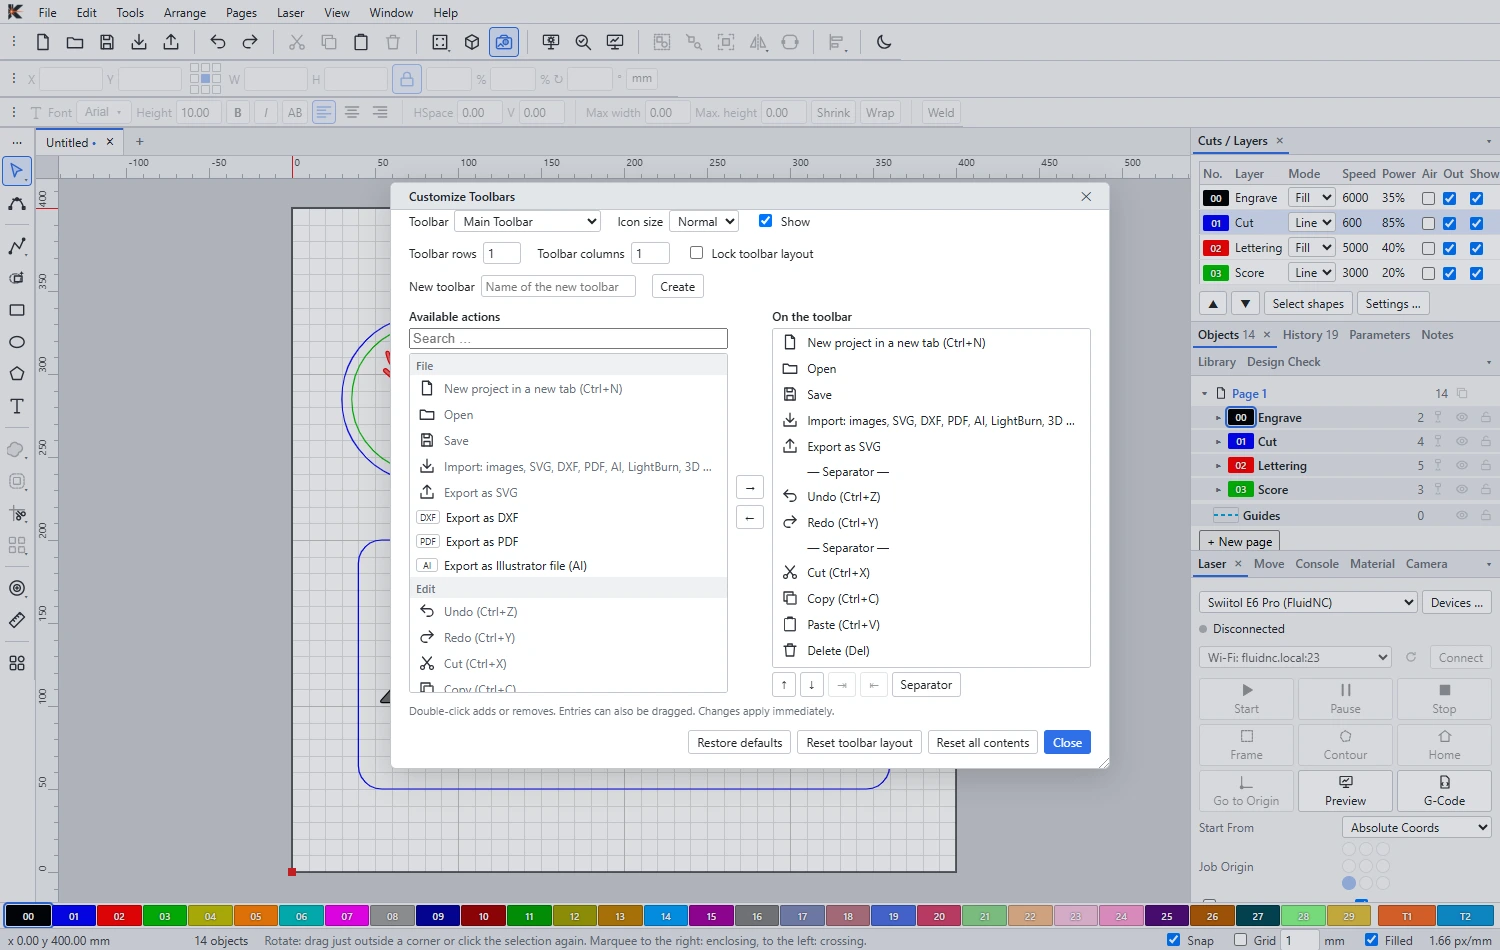 File Edit Tools Arrange Pages Laser View Window Help
X Y W H % % ° mm
Font Arial Height 10.00 B I AB HSpace 0.00 V 0.00 Max width 0.00 Max. height 0.00 Shrink Wrap Weld
Untitled • × +
-100 -50 0 50 100 150 200 250 300 350 400 450 500
400
350
300
250
200
150
100
50
0
Customize Toolbars
Toolbar Main Toolbar Icon size Normal Show
Toolbar rows 1 Toolbar columns 1 Lock toolbar layout
New toolbar Name of the new toolbar Create
Available actions
Search ...
File
New project in a new tab (Ctrl+N)
Open
Save
Import: images, SVG, DXF, PDF, AI, LightBurn, 3D ...
Export as SVG
DXF Export as DXF
PDF Export as PDF
AI Export as Illustrator file (AI)
Edit
Undo (Ctrl+Z)
Redo (Ctrl+Y)
Cut (Ctrl+X)
Copy (Ctrl+C)
→
←
On the toolbar
New project in a new tab (Ctrl+N)
Open
Save
Import: images, SVG, DXF, PDF, AI, LightBurn, 3D ...
Export as SVG
— Separator —
Undo (Ctrl+Z)
Redo (Ctrl+Y)
— Separator —
Cut (Ctrl+X)
Copy (Ctrl+C)
Paste (Ctrl+V)
Delete (Del)
↑ ↓ ⇥ ⇤ Separator
Double-click adds or removes. Entries can also be dragged. Changes apply immediately.
Restore defaults Reset toolbar layout Reset all contents Close
Cuts / Layers ×
No. Layer Mode Speed Power Air Out Show
00 Engrave Fill 6000 35%
01 Cut Line 600 85%
02 Lettering Fill 5000 40%
03 Score Line 3000 20%
▲ ▼ Select shapes Settings ...
Objects 14 × History 19 Parameters Notes
Library Design Check
Page 1 14
00 Engrave 2
01 Cut 4
02 Lettering 5
03 Score 3
Guides 0
+ New page
Laser × Move Console Material Camera
Swiitol E6 Pro (FluidNC) Devices ...
Disconnected
Wi-Fi: fluidnc.local:23 Connect
Start Pause Stop
Frame Contour Home
Go to Origin Preview G-Code
Start From Absolute Coords
Job Origin
00 01 02 03 04 05 06 07 08 09 10 11 12 13 14 15 16 17 18 19 20 21 22 23 24 25 26 27 28 29 T1 T2
x 0.00 y 400.00 mm 14 objects Rotate: drag just outside a corner or click the selection again. Marquee to the right: enclosing, to the left: crossing. Snap Grid 1 mm Filled 1.66 px/mm